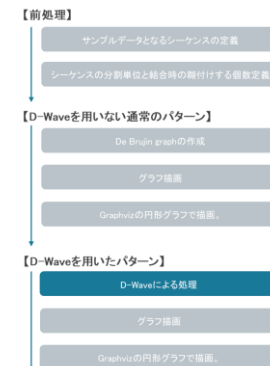 【前処理】
サンプルデータとなるシーケンスの定義
シーケンスの分割単位と結合時の糊付けする個数定義
【D-Waveを用いない通常のパターン】
De Brujin graphの作成
グラフ描画
Graphvizの円形グラフで描画。
【D-Waveを用いたパターン】
D-Waveによる処理
グラフ描画
Graphvizの円形グラフで描画。